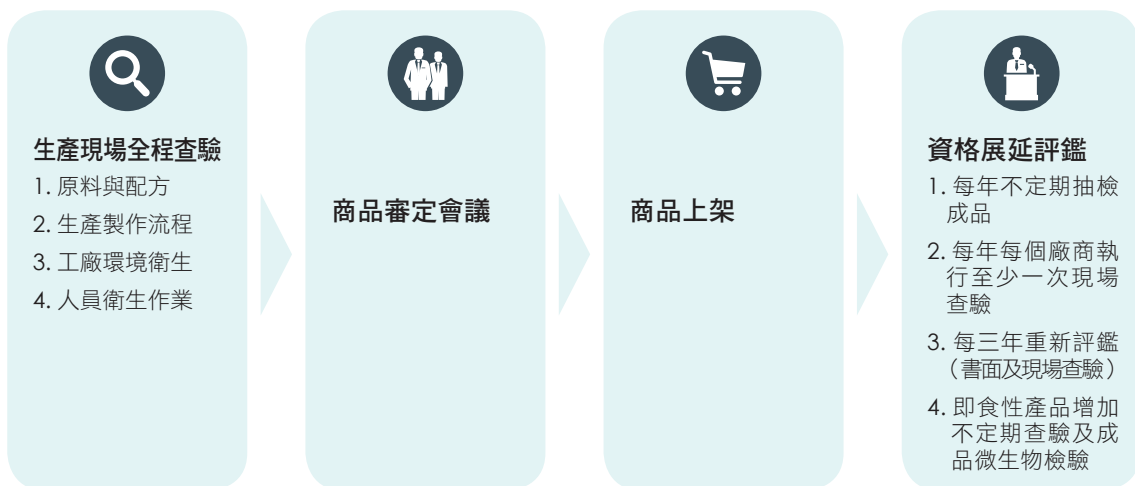 生產現場全程查驗
1. 原料與配方
2. 生產製作流程
3. 工廠環境衛生
4. 人員衛生作業
商品審定會議
商品上架
資格展延評鑑
1. 每年不定期抽檢
成品
2. 每年每個廠商執
行至少一次現場
查驗
3. 每三年重新評鑑
（書面及現場查驗）
4. 即食性產品增加
不定期查驗及成
品微生物檢驗